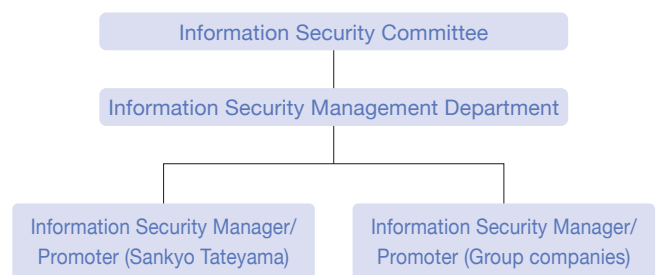 Information Security Committee
Information Security Management Department
Information Security Manager/
Promoter (Sankyo Tateyama)
Information Security Manager/
Promoter (Group companies)